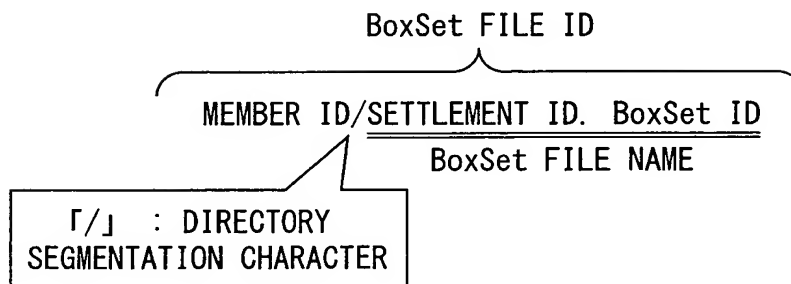 BoxSet FILE ID
MEMBER ID/SETTLEMENT ID. BoxSet ID
BoxSet FILE NAME
「/」 : DIRECTORY
SEGMENTATION CHARACTER